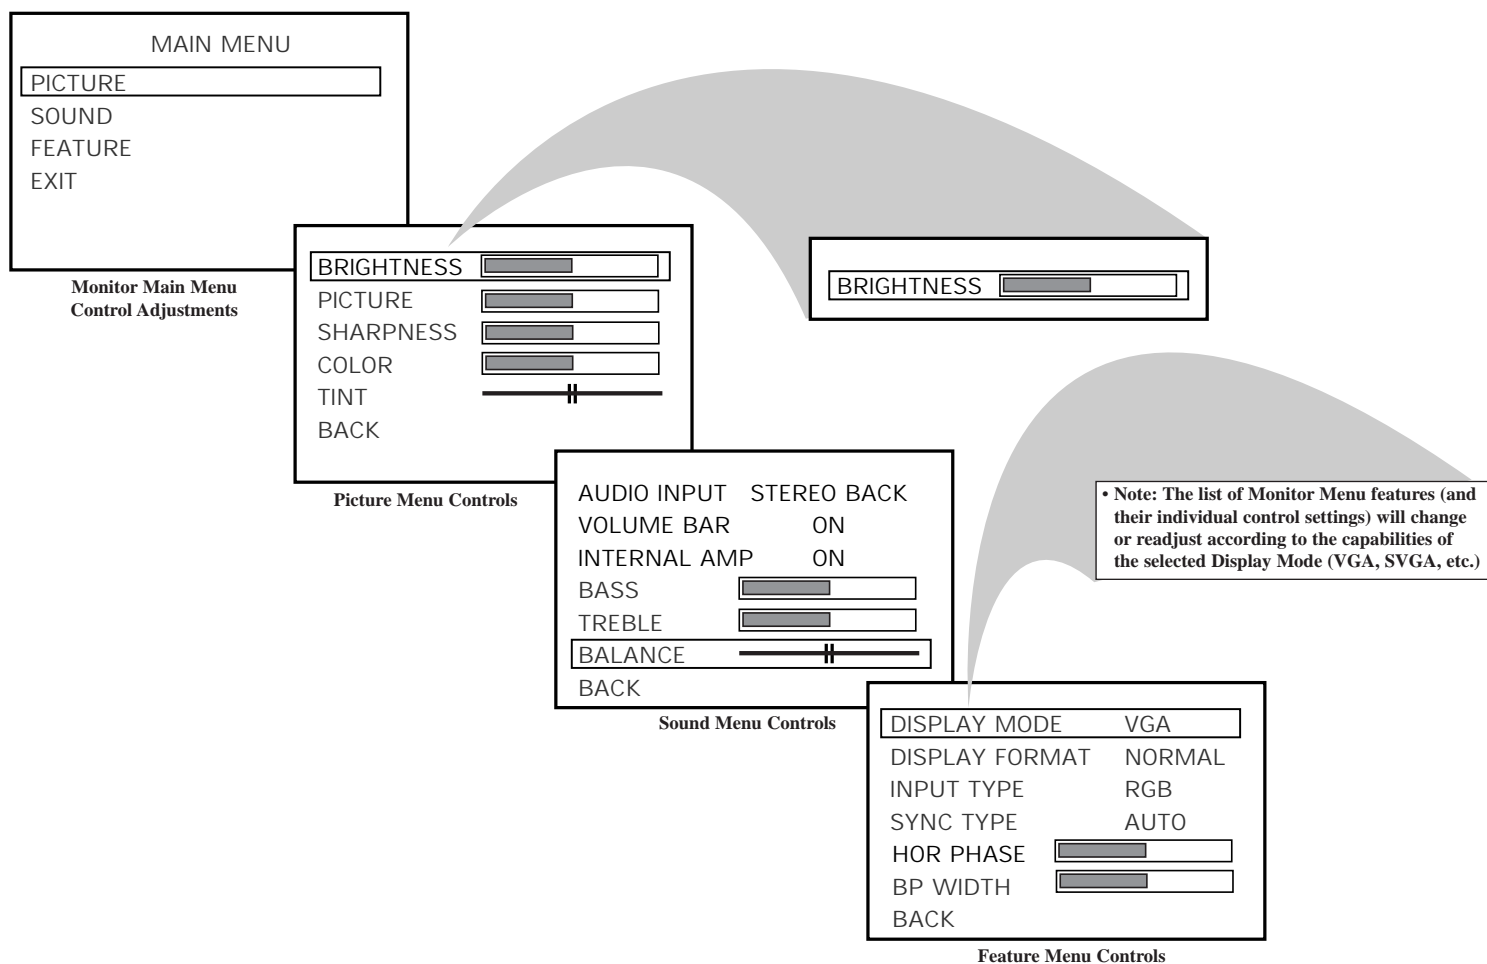 MAIN MENU
PICTURE
SOUND
FEATURE
EXIT
Monitor Main Menu
Control Adjustments
BRIGHTNESS
PICTURE
SHARPNESS
COLOR
TINT
BACK
Picture Menu Controls
BRIGHTNESS
AUDIO INPUT STEREO BACK
VOLUME BAR ON
INTERNAL AMP ON
BASS
TREBLE
BALANCE
BACK
Sound Menu Controls
• Note: The list of Monitor Menu features (and
their individual control settings) will change
or readjust according to the capabilities of
the selected Display Mode (VGA, SVGA, etc.)
DISPLAY MODE VGA
DISPLAY FORMAT NORMAL
INPUT TYPE RGB
SYNC TYPE AUTO
HOR PHASE
BP WIDTH
BACK
Feature Menu Controls